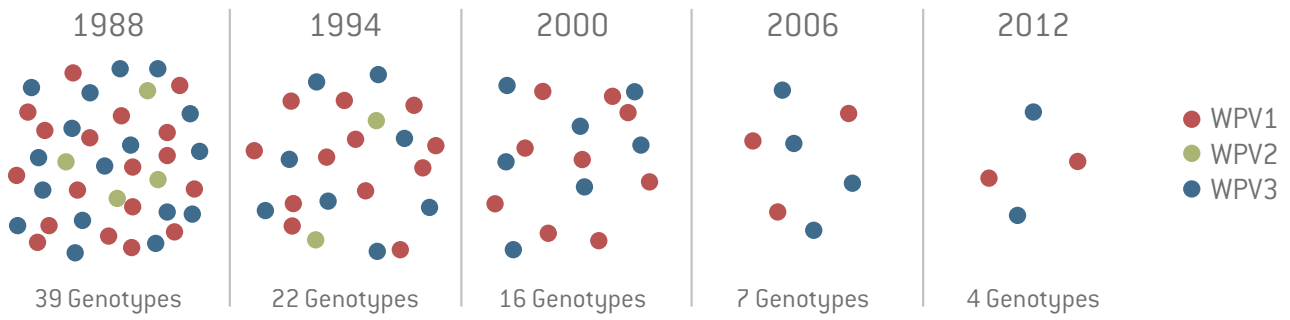 1988
1994
2000
2006
2012
WPV1
WPV2
WPV3
39 Genotypes
22 Genotypes
16 Genotypes
7 Genotypes
4 Genotypes